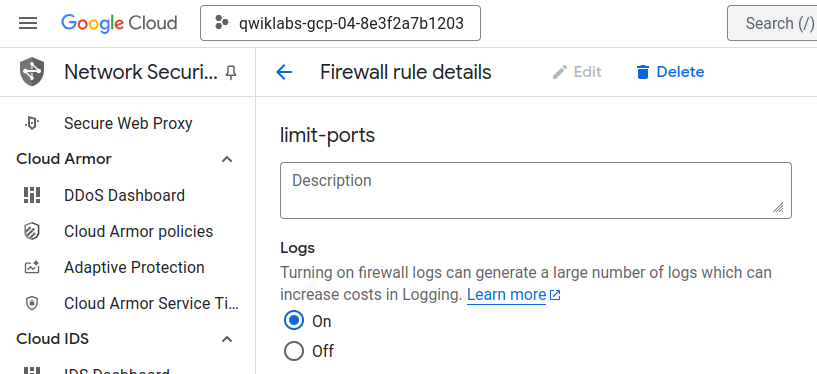 Google Cloud
qwiklabs-gcp-04-8e3f2a7b1203
Search (/)
Network Securi...
Firewall rule details
Edit
Delete
Secure Web Proxy
Cloud Armor
DDoS Dashboard
Cloud Armor policies
Adaptive Protection
Cloud Armor Service Ti...
Cloud IDS
IDS Dashboard
limit-ports
Description
Logs
Turning on firewall logs can generate a large number of logs which can
increase costs in Logging. Learn more
On
Off